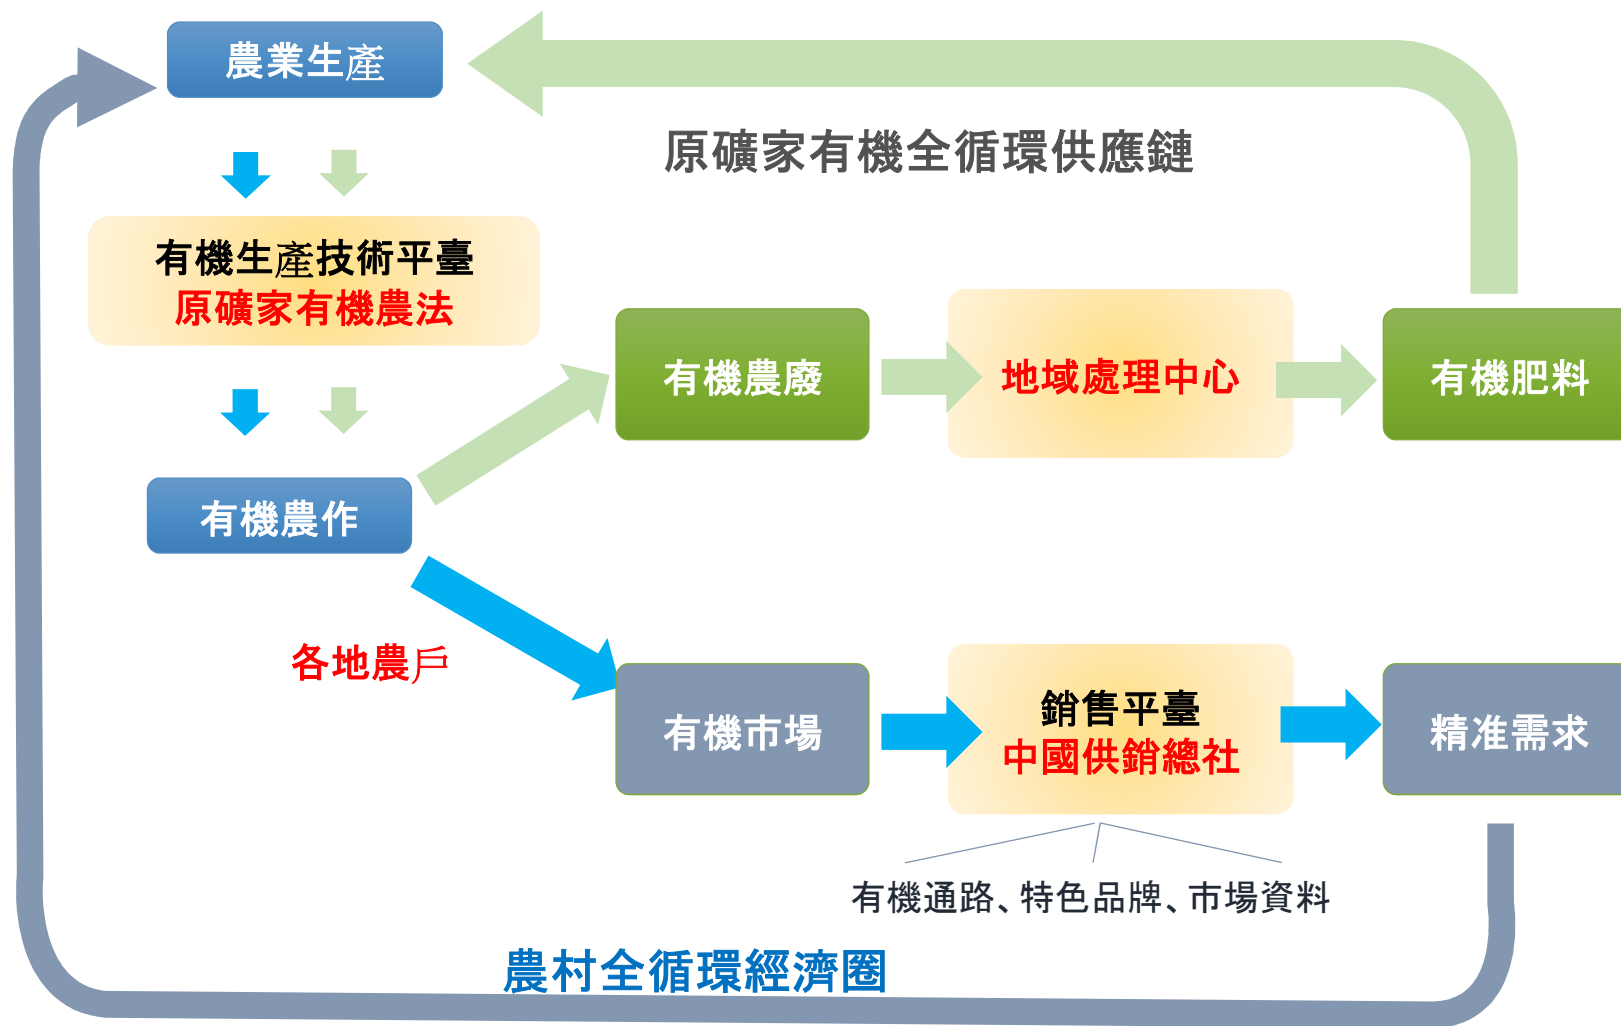 農業生產
原礦家有機全循環供應鏈
有機生產技術平臺
原礦家有機農法
有機農廢
地域處理中心
有機肥料
有機農作
各地農戶
有機市場
銷售平臺
中國供銷總社
精准需求
有機通路、特色品牌、市場資料
農村全循環經濟圈